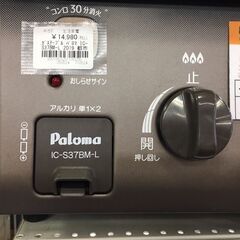 コンロ30分消火
¥14,980
おしらせサイン
アルカリ 単1×2
Paloma
IC-S37BM-L
止
開
押し回し